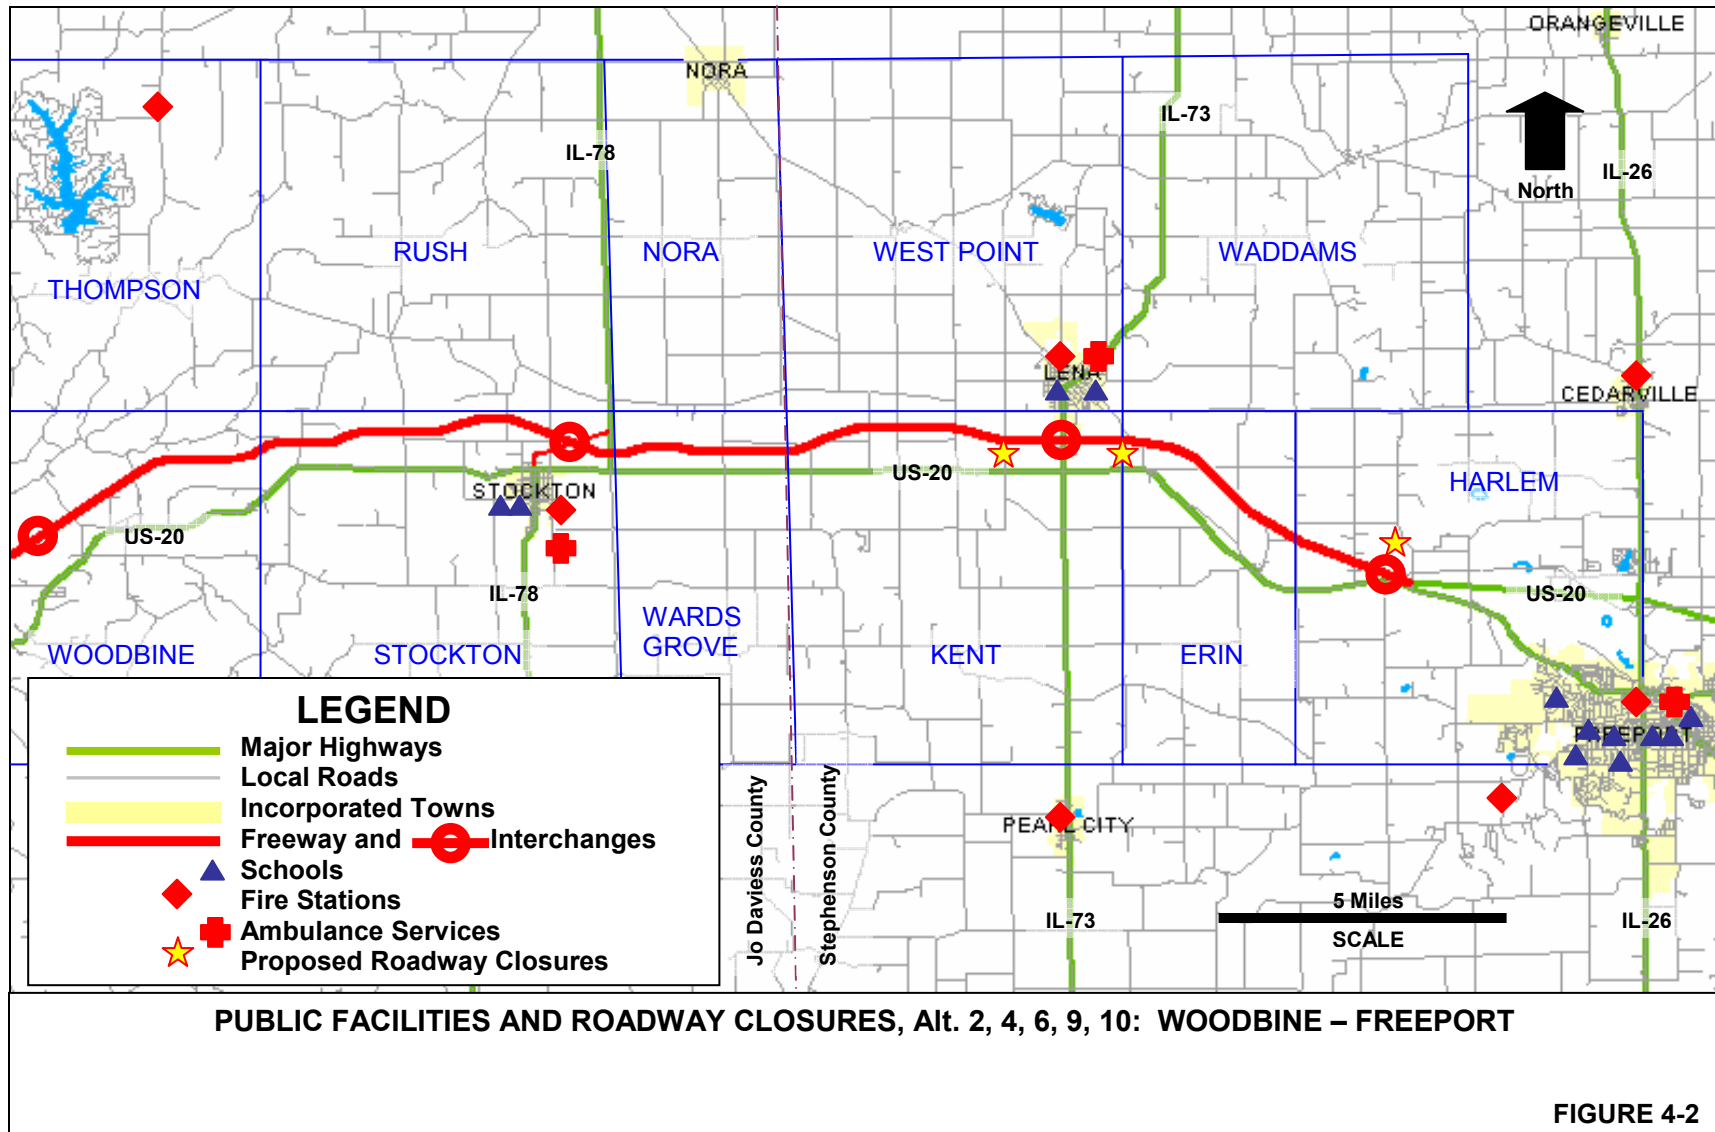 ORANGEVILLE
NORA
IL-73
IL-78
IL-26
North
RUSH
NORA
WEST POINT
WADDAMS
THOMPSON
LENA
CEDARVILLE
US-20
HARLEM
STOCKTON
US-20
IL-78
US-20
WARDS
GROVE
WOODBINE
STOCKTON
KENT
ERIN
FREEPORT
PEARL CITY
Jo Daviess County
Stephenson County
IL-73
5 Miles
SCALE
IL-26
LEGEND
Major Highways
Local Roads
Incorporated Towns
Freeway and Interchanges
Schools
Fire Stations
Ambulance Services
Proposed Roadway Closures
PUBLIC FACILITIES AND ROADWAY CLOSURES, Alt. 2, 4, 6, 9, 10: WOODBINE – FREEPORT
FIGURE 4-2